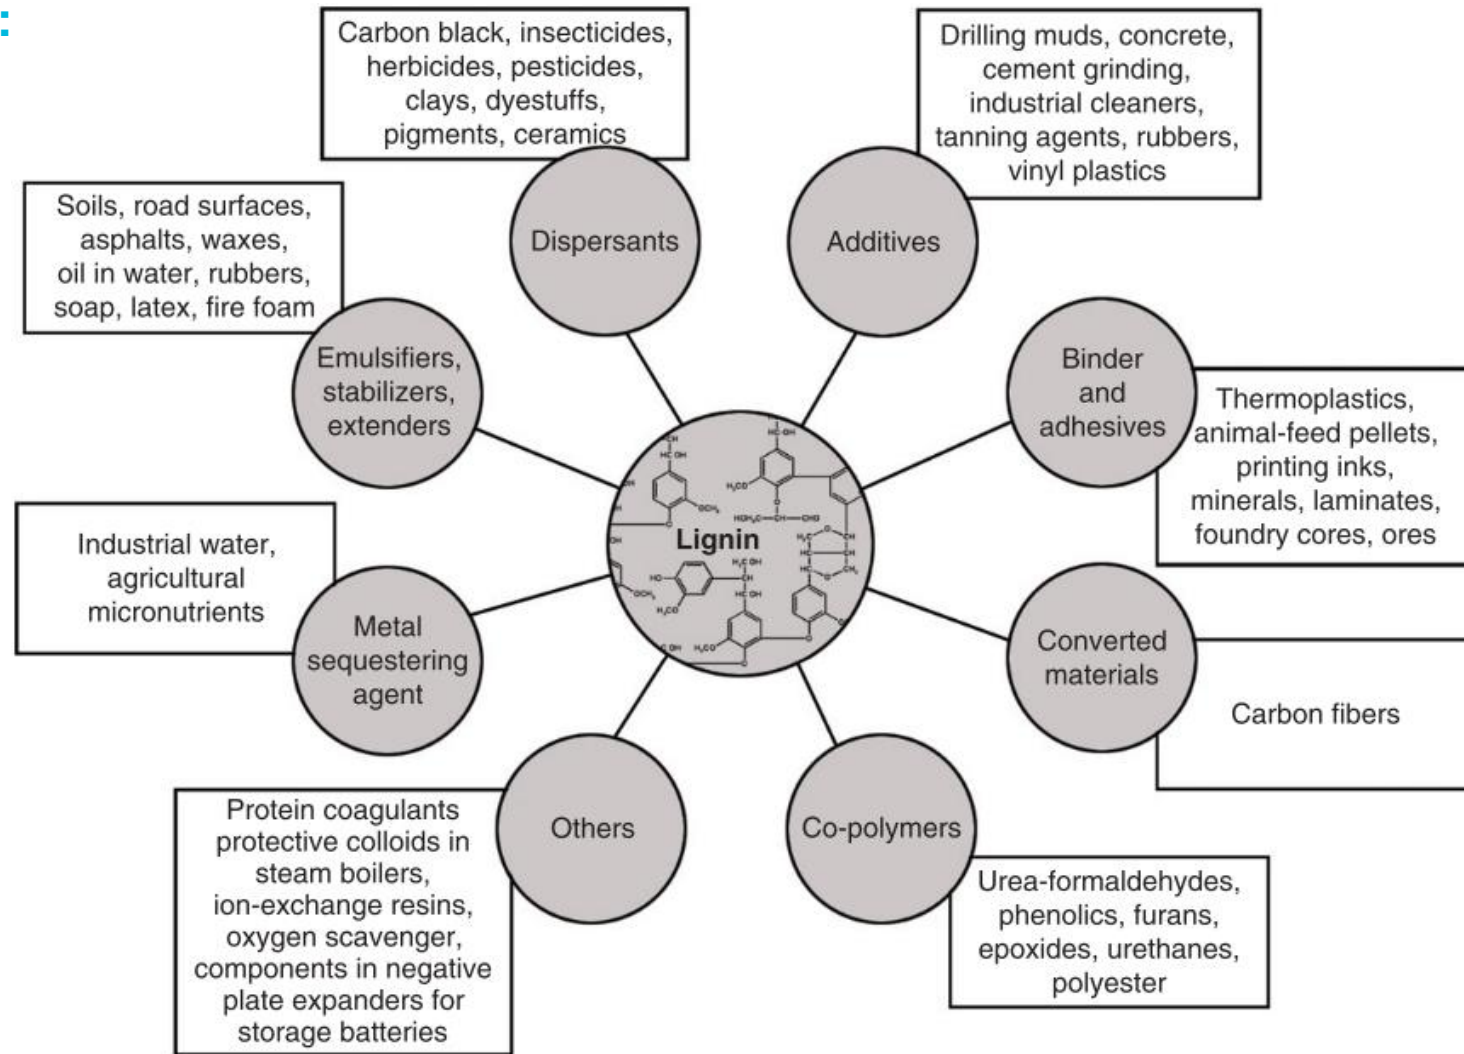 :
Carbon black, insecticides,
herbicides, pesticides,
clays, dyestuffs,
pigments, ceramics
Dispersants
Drilling muds, concrete,
cement grinding,
industrial cleaners,
tanning agents, rubbers,
vinyl plastics
Additives
Soils, road surfaces,
asphalts, waxes,
oil in water, rubbers,
soap, latex, fire foam
Emulsifiers,
stabilizers,
extenders
Binder
and
adhesives
Thermoplastics,
animal-feed pellets,
printing inks,
minerals, laminates,
foundry cores, ores
Lignin
Industrial water,
agricultural
micronutrients
Metal
sequestering
agent
Converted
materials
Carbon fibers
Others
Protein coagulants
protective colloids in
steam boilers,
ion-exchange resins,
oxygen scavenger,
components in negative
plate expanders for
storage batteries
Co-polymers
Urea-formaldehydes,
phenolics, furans,
epoxides, urethanes,
polyester